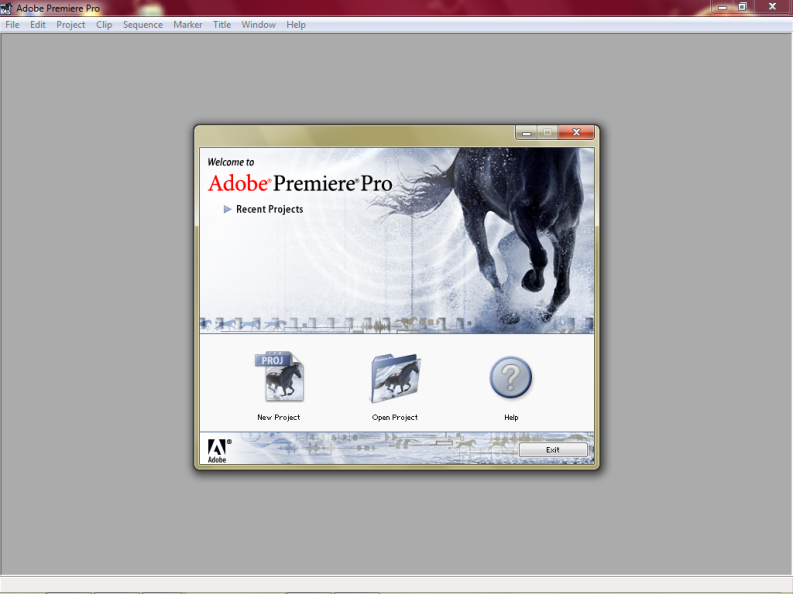 Adobe Premiere Pro
File Edit Project Clip Sequence Marker Title Window Help
Welcome to
Adobe® Premiere® Pro
Recent Projects
PROJ
New Project
Open Project
?
Help
Adobe®
Exit